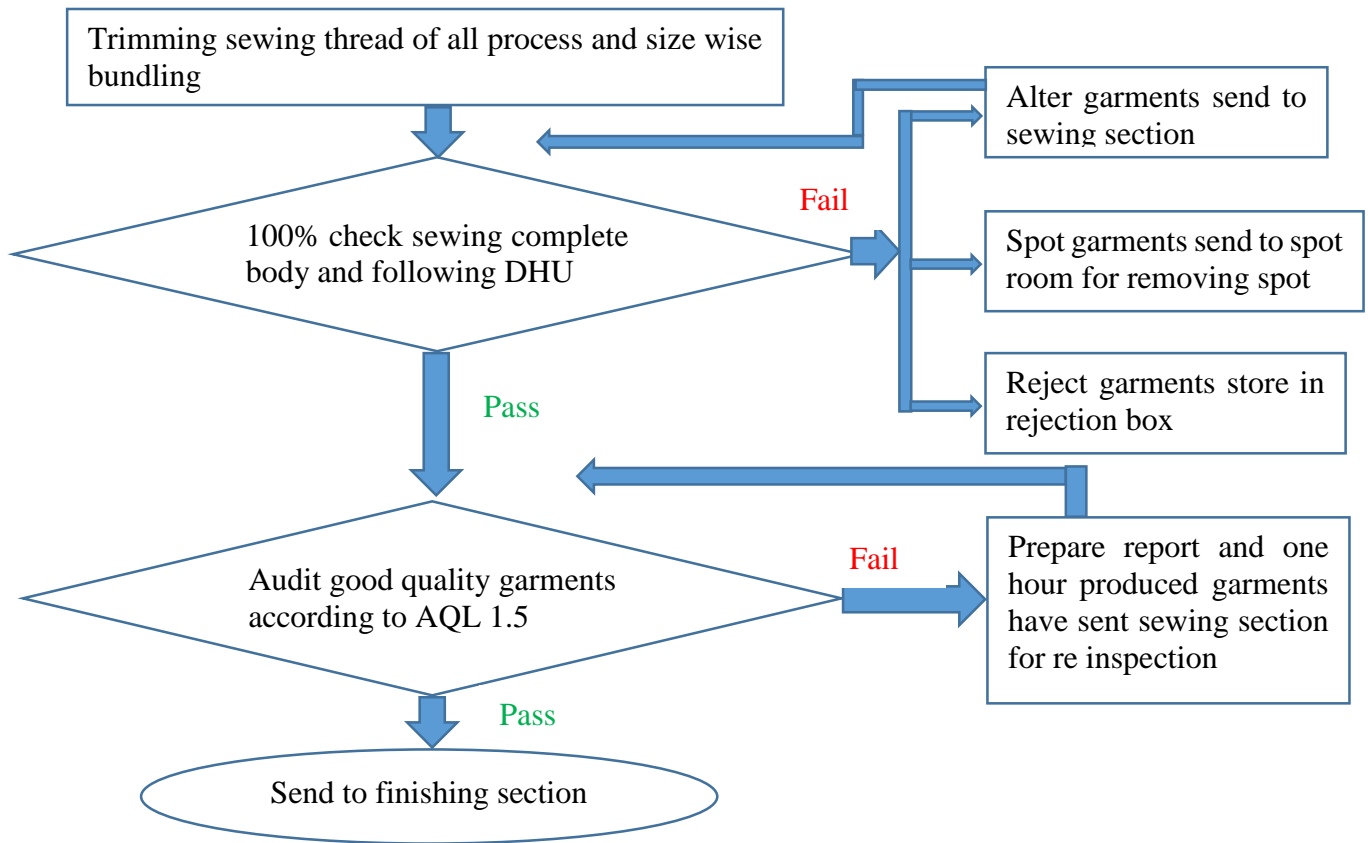 Trimming sewing thread of all process and size wise
bundling
Alter garments send to
sewing section
Fail
100% check sewing complete
body and following DHU
Spot garments send to spot
room for removing spot
Reject garments store in
rejection box
Pass
Fail
Audit good quality garments
according to AQL 1.5
Prepare report and one
hour produced garments
have sent sewing section
for re inspection
Pass
Send to finishing section